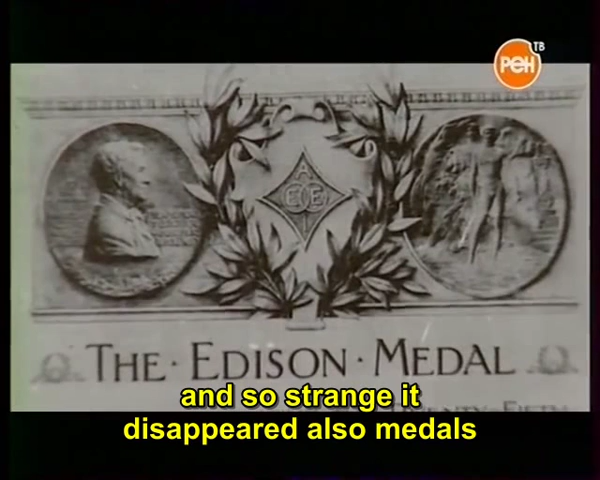 РЕН ТВ
A
E E
I
THE · EDISON · MEDAL
and so strange it
disappeared also medals